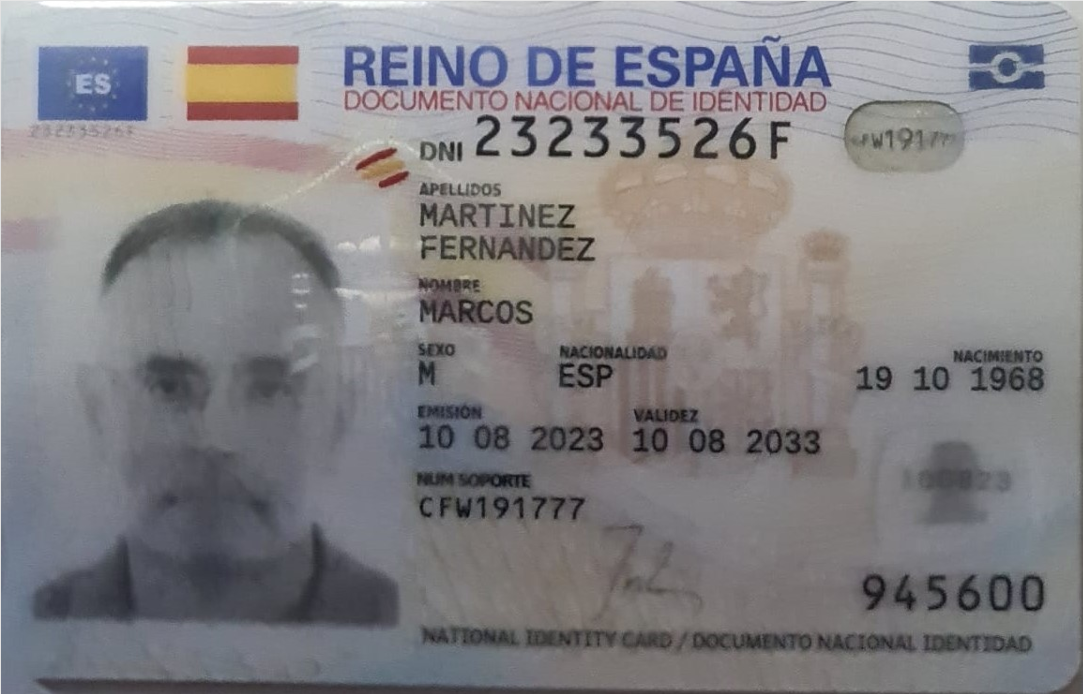 ES
REINO DE ESPAÑA
DOCUMENTO NACIONAL DE IDENTIDAD
23233526F
DNI 23233526F
CFW191777
APELLIDOS
MARTINEZ
FERNANDEZ
NOMBRE
MARCOS
SEXO NACIONALIDAD NACIMIENTO
M ESP 19 10 1968
EMISIÓN VALIDEZ
10 08 2023 10 08 2033
100823
NUM SOPORTE
CFW191777
945600
NATIONAL IDENTITY CARD / DOCUMENTO NACIONAL IDENTIDAD